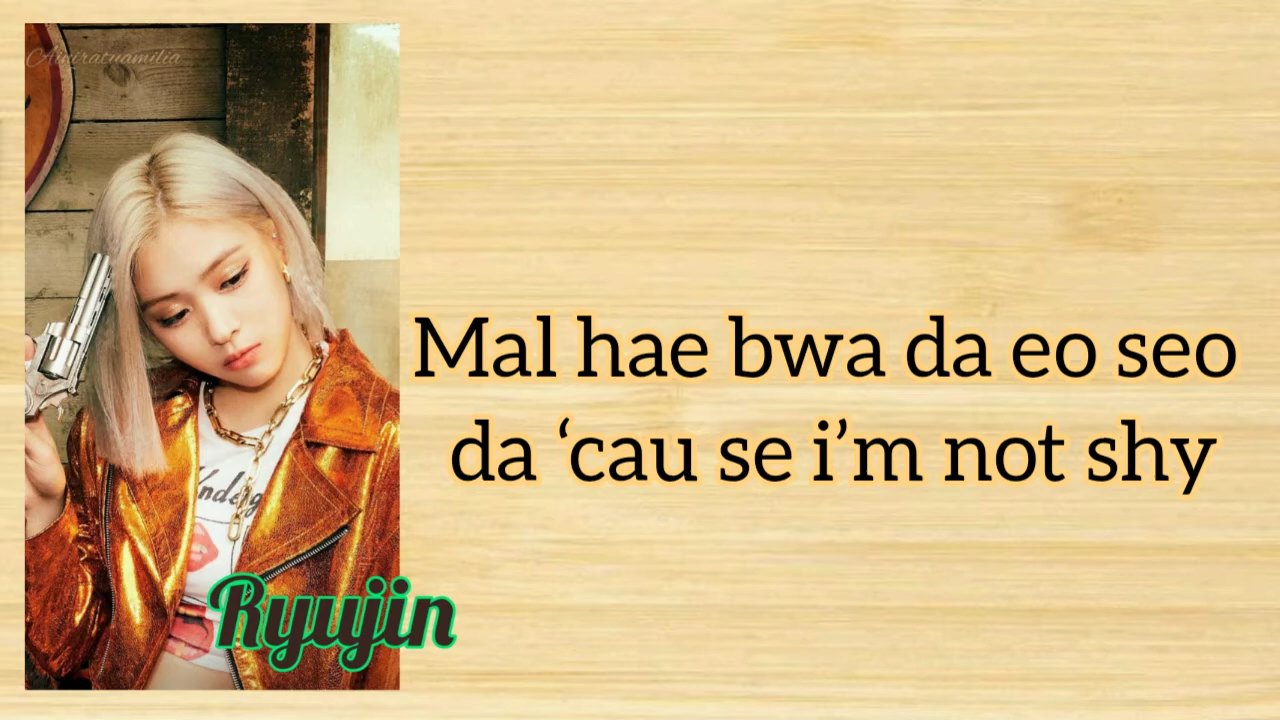 Mal hae bwa da eo seo
da ‘cau se i’m not shy
Ryujin